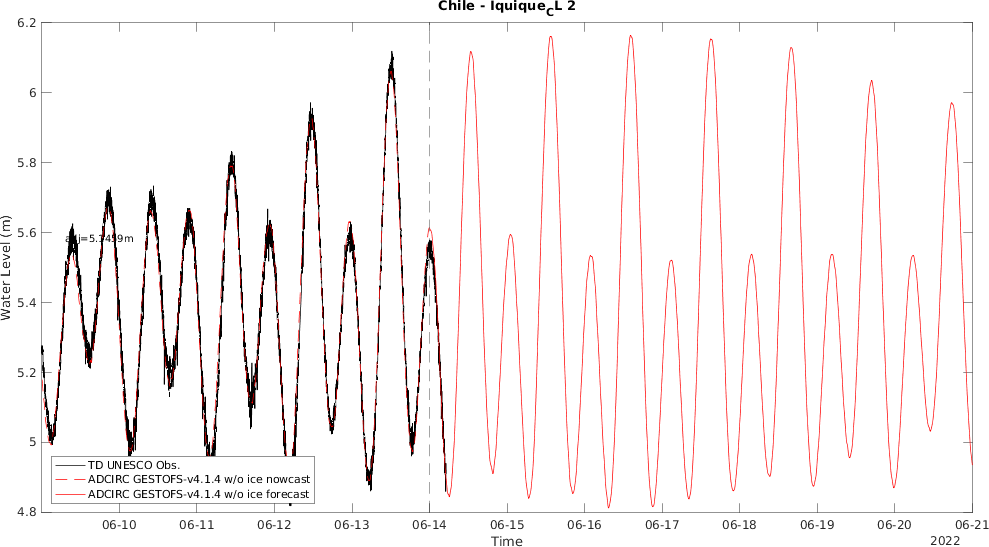 Chile - Iquique_CL 2
6.2
6
5.8
5.6
5.4
5.2
5
4.8
Water Level (m)
TD UNESCO Obs.
ADCIRC GESTOFS-v4.1.4 w/o ice nowcast
ADCIRC GESTOFS-v4.1.4 w/o ice forecast
06-10 06-11 06-12 06-13 06-14 06-15 06-16 06-17 06-18 06-19 06-20 06-21
Time
2022